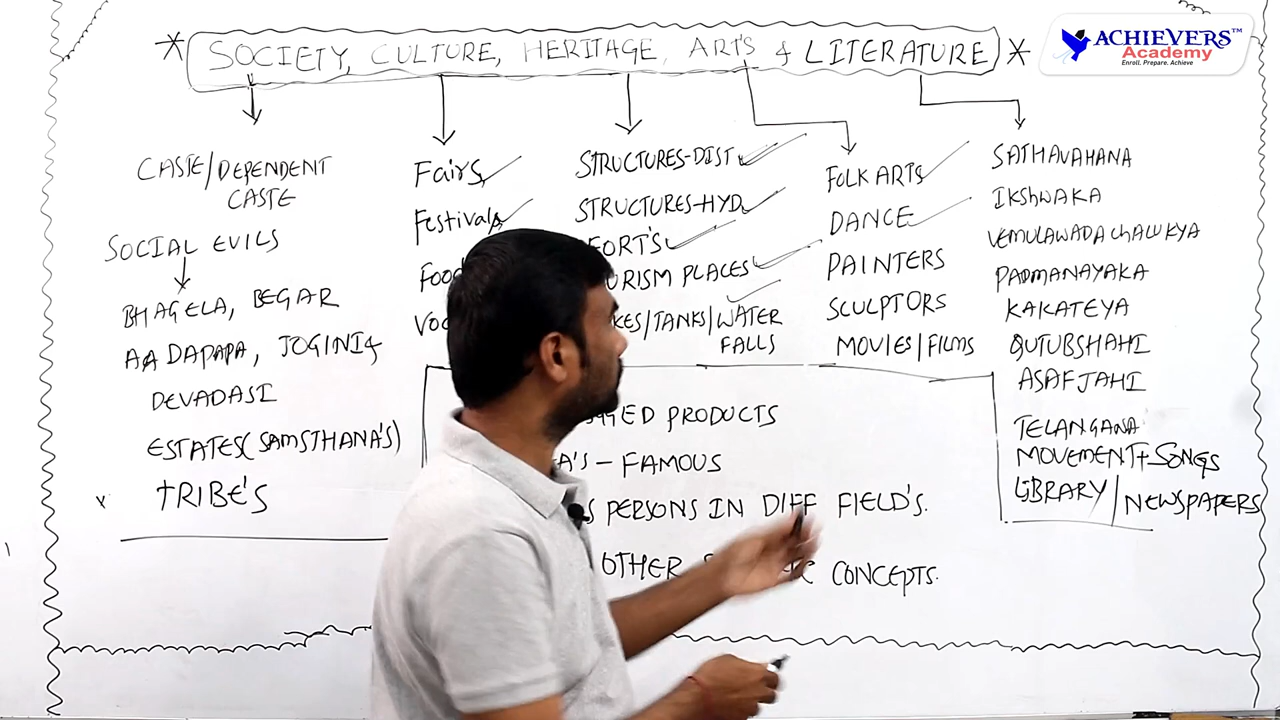 * SOCIETY, CULTURE, HERITAGE, ARTS & LITERATURE *
ACHIEVERS™
Academy
Enroll. Prepare. Achieve
CASTE/DEPENDENT
CASTE
SOCIAL EVILS
BHAGELA, BEGAR
AADAPAPA, JOGINI &
DEVADASI
ESTATES(SAMSTHANA'S)
TRIBE'S
Fairs
Festivals
STRUCTURES-DIST
STRUCTURES-HYD
FORT'S
PLACES
/TANKS/WATER
FALLS
FOLK ARTS
DANCE
PAINTERS
SCULPTORS
MOVIES/FILMS
SATHAVAHANA
IKSHWAKA
VEMULAWADA CHALUKYA
PADMANAYAKA
KAKATEYA
QUTUBSHAHI
ASAFJAHI
TELANGANA
MOVEMENT+SONGS
LIBRARY/NEWSPAPERS
PRODUCTS
– FAMOUS
PERSONS IN DIFF FIELD'S.
OTHER
CONCEPTS.